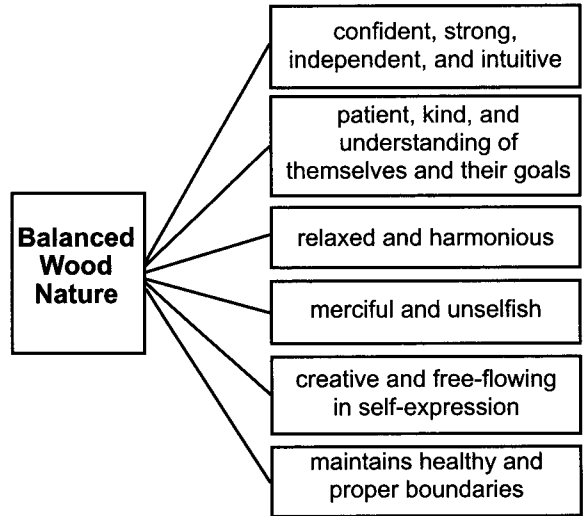 Balanced
Wood
Nature
confident, strong,
independent, and intuitive
patient, kind, and
understanding of
themselves and their goals
relaxed and harmonious
merciful and unselfish
creative and free-flowing
in self-expression
maintains healthy and
proper boundaries